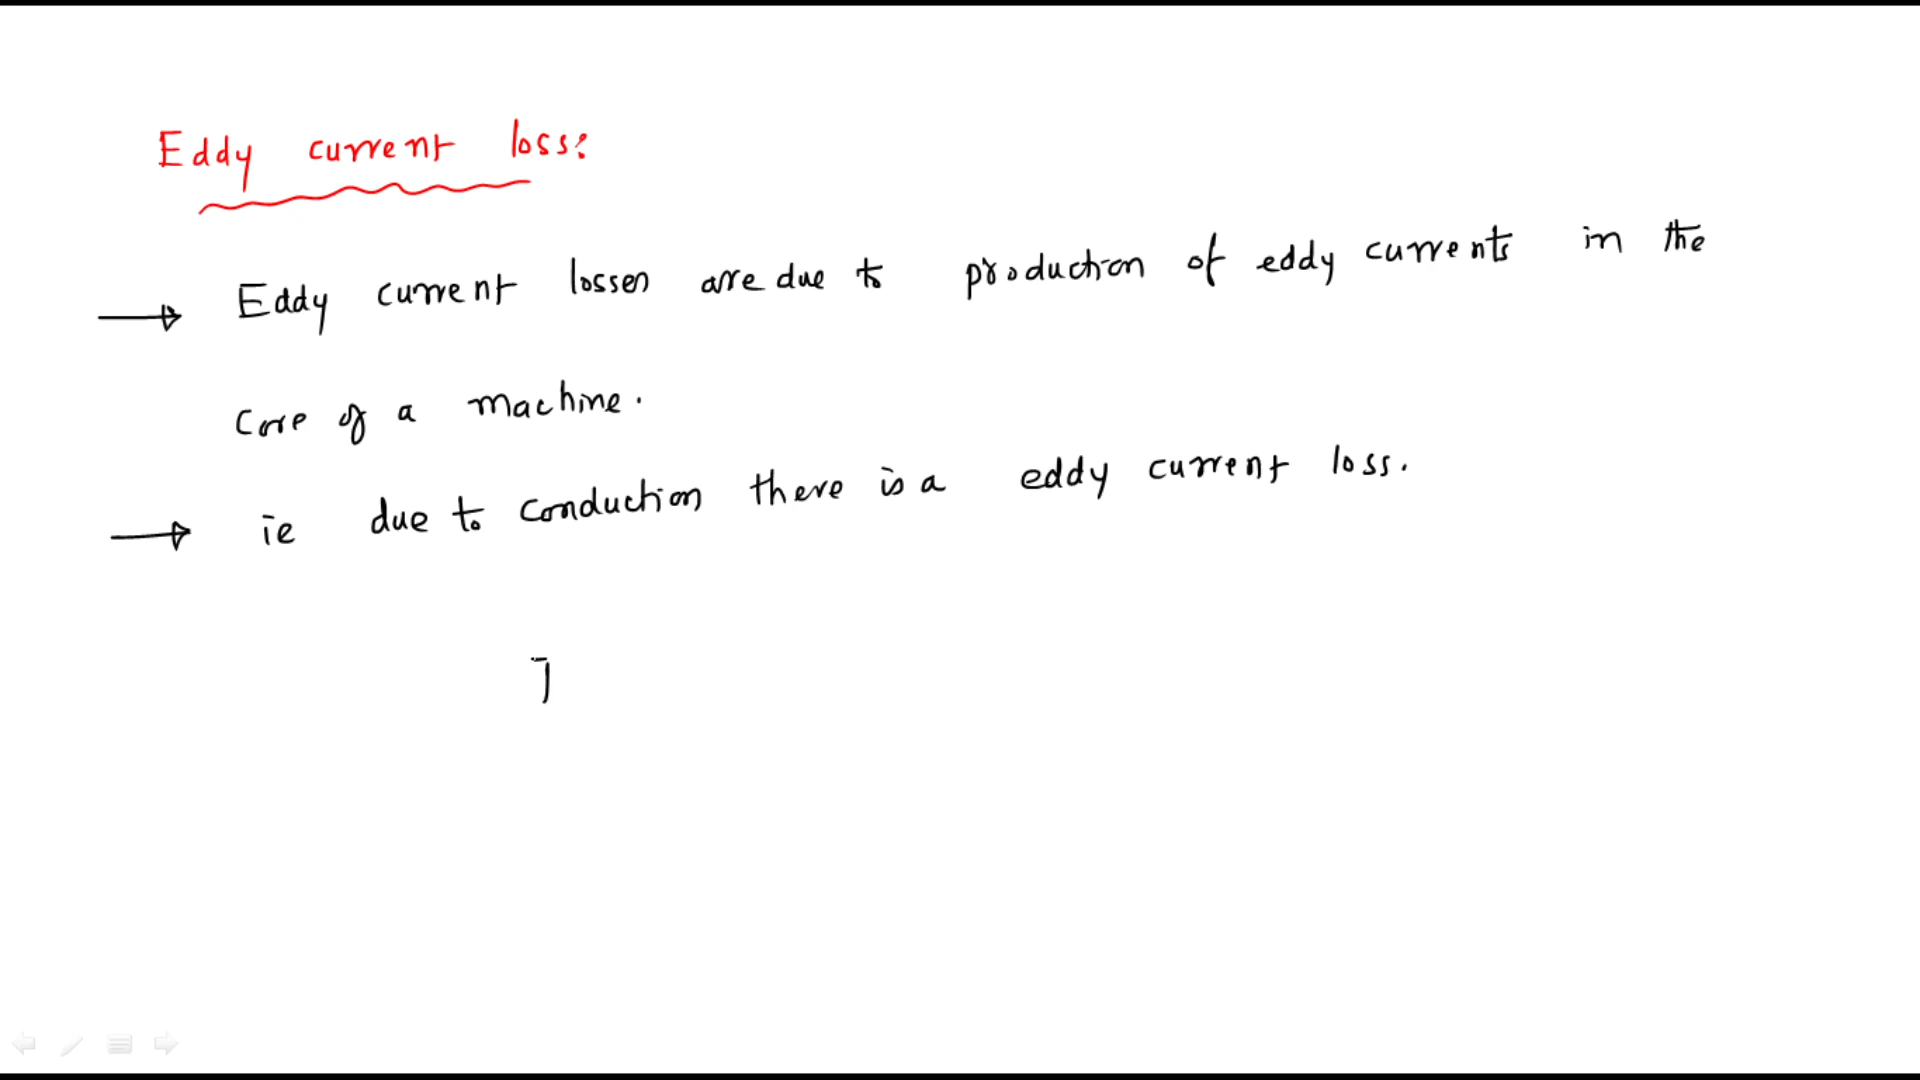 Eddy current loss:
Eddy current losses are due to production of eddy currents in the
core of a machine.
ie due to conduction there is a eddy current loss.